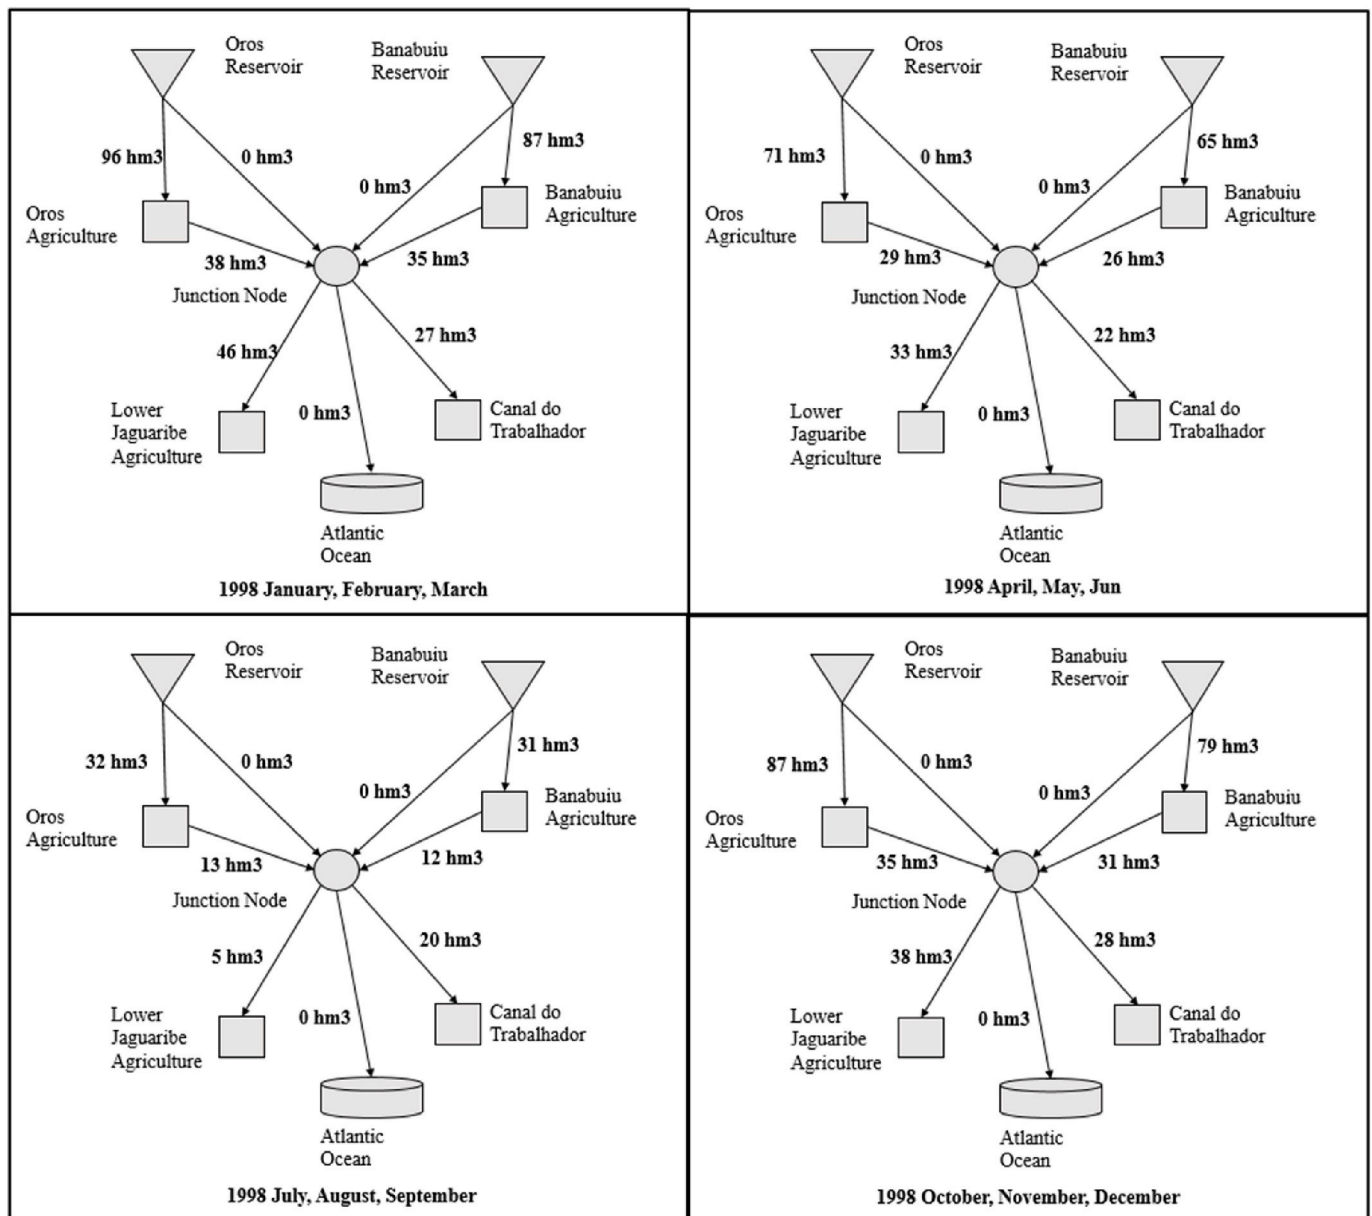 Oros
Reservoir
Banabuiu
Reservoir
96 hm3
0 hm3
0 hm3
87 hm3
Oros
Agriculture
Banabuiu
Agriculture
38 hm3
35 hm3
Junction Node
46 hm3
27 hm3
0 hm3
Lower
Jaguaribe
Agriculture
Canal do
Trabalhador
Atlantic
Ocean
1998 January, February, March
Oros
Reservoir
Banabuiu
Reservoir
71 hm3
0 hm3
0 hm3
65 hm3
Oros
Agriculture
Banabuiu
Agriculture
29 hm3
26 hm3
Junction Node
33 hm3
22 hm3
0 hm3
Lower
Jaguaribe
Agriculture
Canal do
Trabalhador
Atlantic
Ocean
1998 April, May, Jun
Oros
Reservoir
Banabuiu
Reservoir
32 hm3
0 hm3
0 hm3
31 hm3
Oros
Agriculture
Banabuiu
Agriculture
13 hm3
12 hm3
Junction Node
5 hm3
20 hm3
0 hm3
Lower
Jaguaribe
Agriculture
Canal do
Trabalhador
Atlantic
Ocean
1998 July, August, September
Oros
Reservoir
Banabuiu
Reservoir
87 hm3
0 hm3
0 hm3
79 hm3
Oros
Agriculture
Banabuiu
Agriculture
35 hm3
31 hm3
Junction Node
38 hm3
28 hm3
0 hm3
Lower
Jaguaribe
Agriculture
Canal do
Trabalhador
Atlantic
Ocean
1998 October, November, December